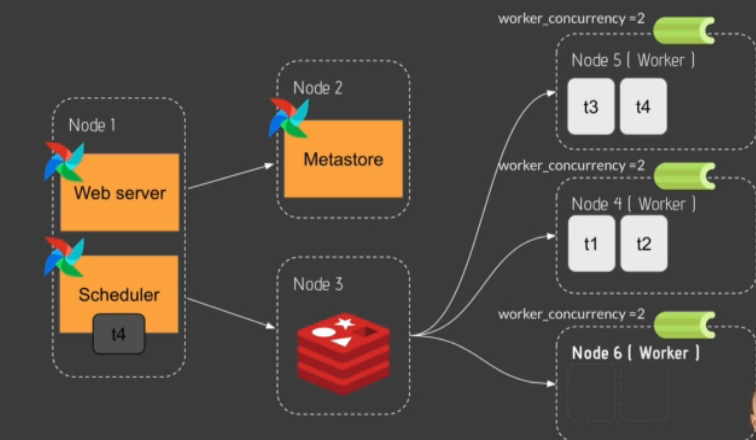 Node 1
Web server
Scheduler
t4
Node 2
Metastore
Node 3
worker_concurrency =2
Node 5 ( Worker )
t3 t4
worker_concurrency =2
Node 4 ( Worker )
t1 t2
worker_concurrency =2
Node 6 ( Worker )